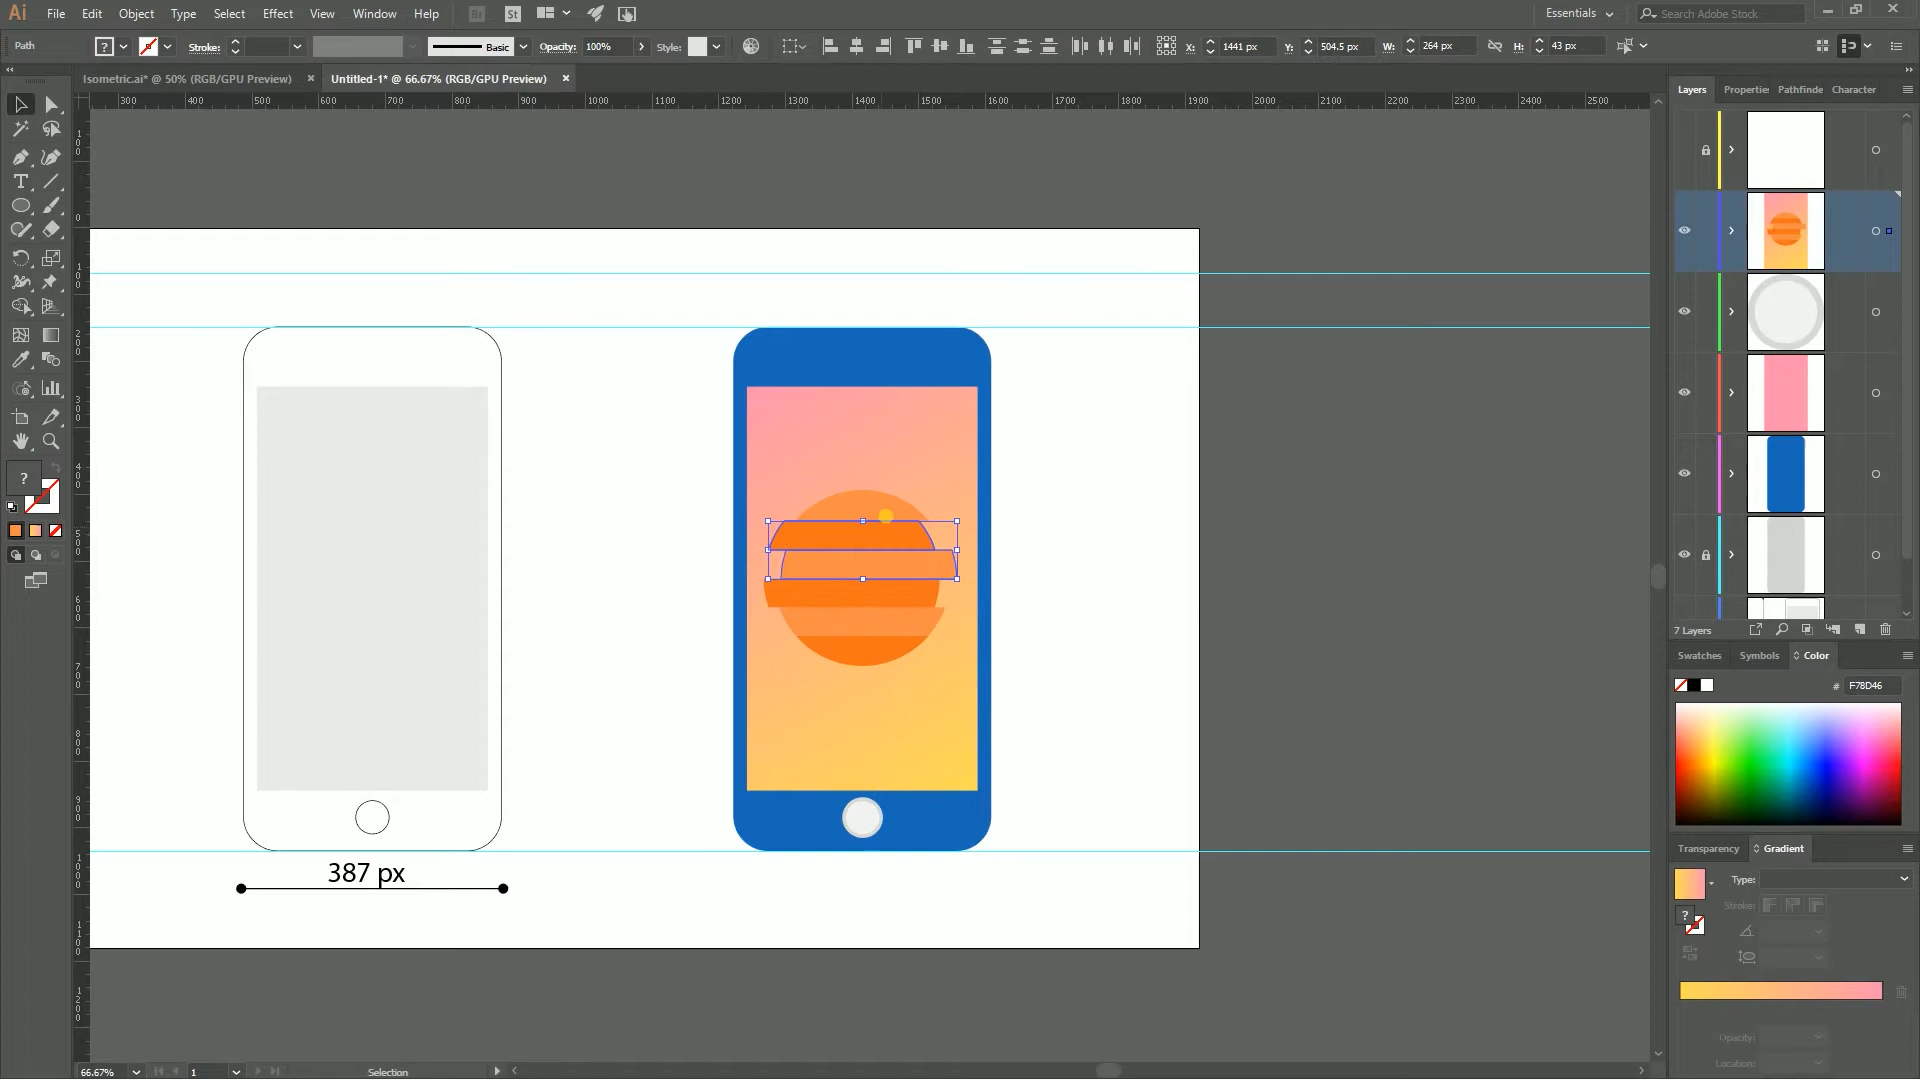 Ai File Edit Object Type Select Effect View Window Help Br St Essentials Search Adobe Stock
Path ? Stroke: Basic Opacity: 100% Style: X: 1441 px Y: 504.5 px W: 264 px H: 43 px
Isometric.ai* @ 50% (RGB/GPU Preview) Untitled-1* @ 66.67% (RGB/GPU Preview)
300 400 500 600 700 800 900 1000 1100 1200 1300 1400 1500 1600 1700 1800 1900 2000 2100 2200 2300 2400 2500
Layers Properties Pathfinde Character
387 px
7 Layers
Swatches Symbols Color
# F78D46
Transparency Gradient
Type:
Stroke:
?
Opacity:
Location:
66.67% 1 Selection